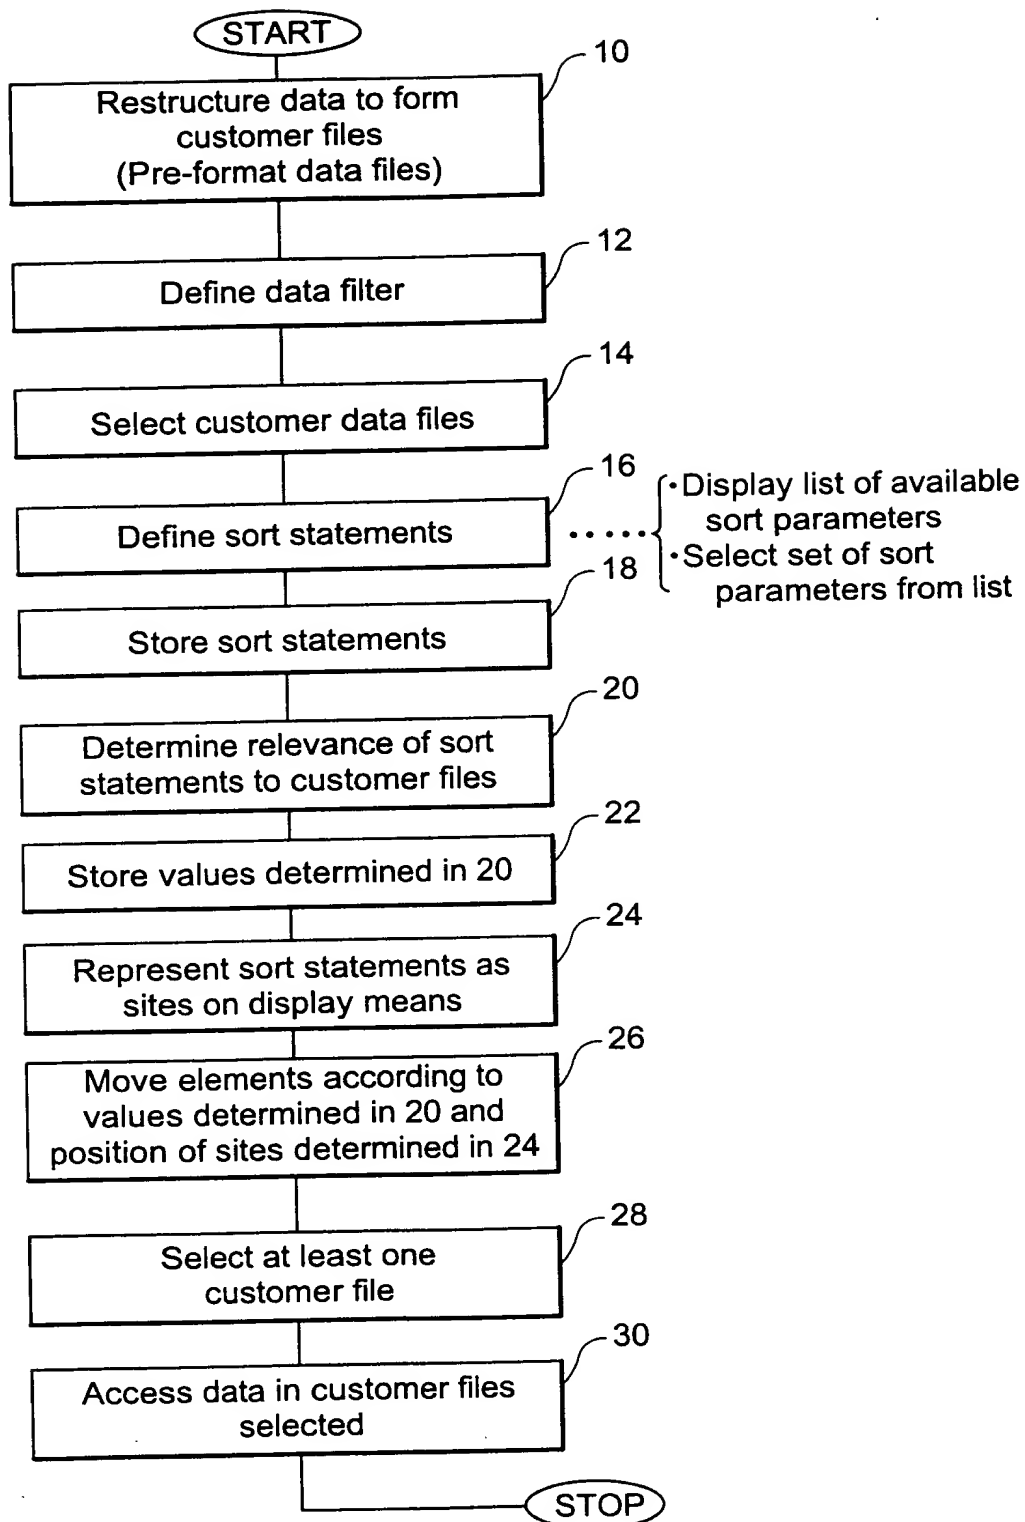 START
10
Restructure data to form
customer files
(Pre-format data files)
12
Define data filter
14
Select customer data files
16
Define sort statements
•Display list of available
sort parameters
•Select set of sort
parameters from list
18
Store sort statements
20
Determine relevance of sort
statements to customer files
22
Store values determined in 20
24
Represent sort statements as
sites on display means
26
Move elements according to
values determined in 20 and
position of sites determined in 24
28
Select at least one
customer file
30
Access data in customer files
selected
STOP